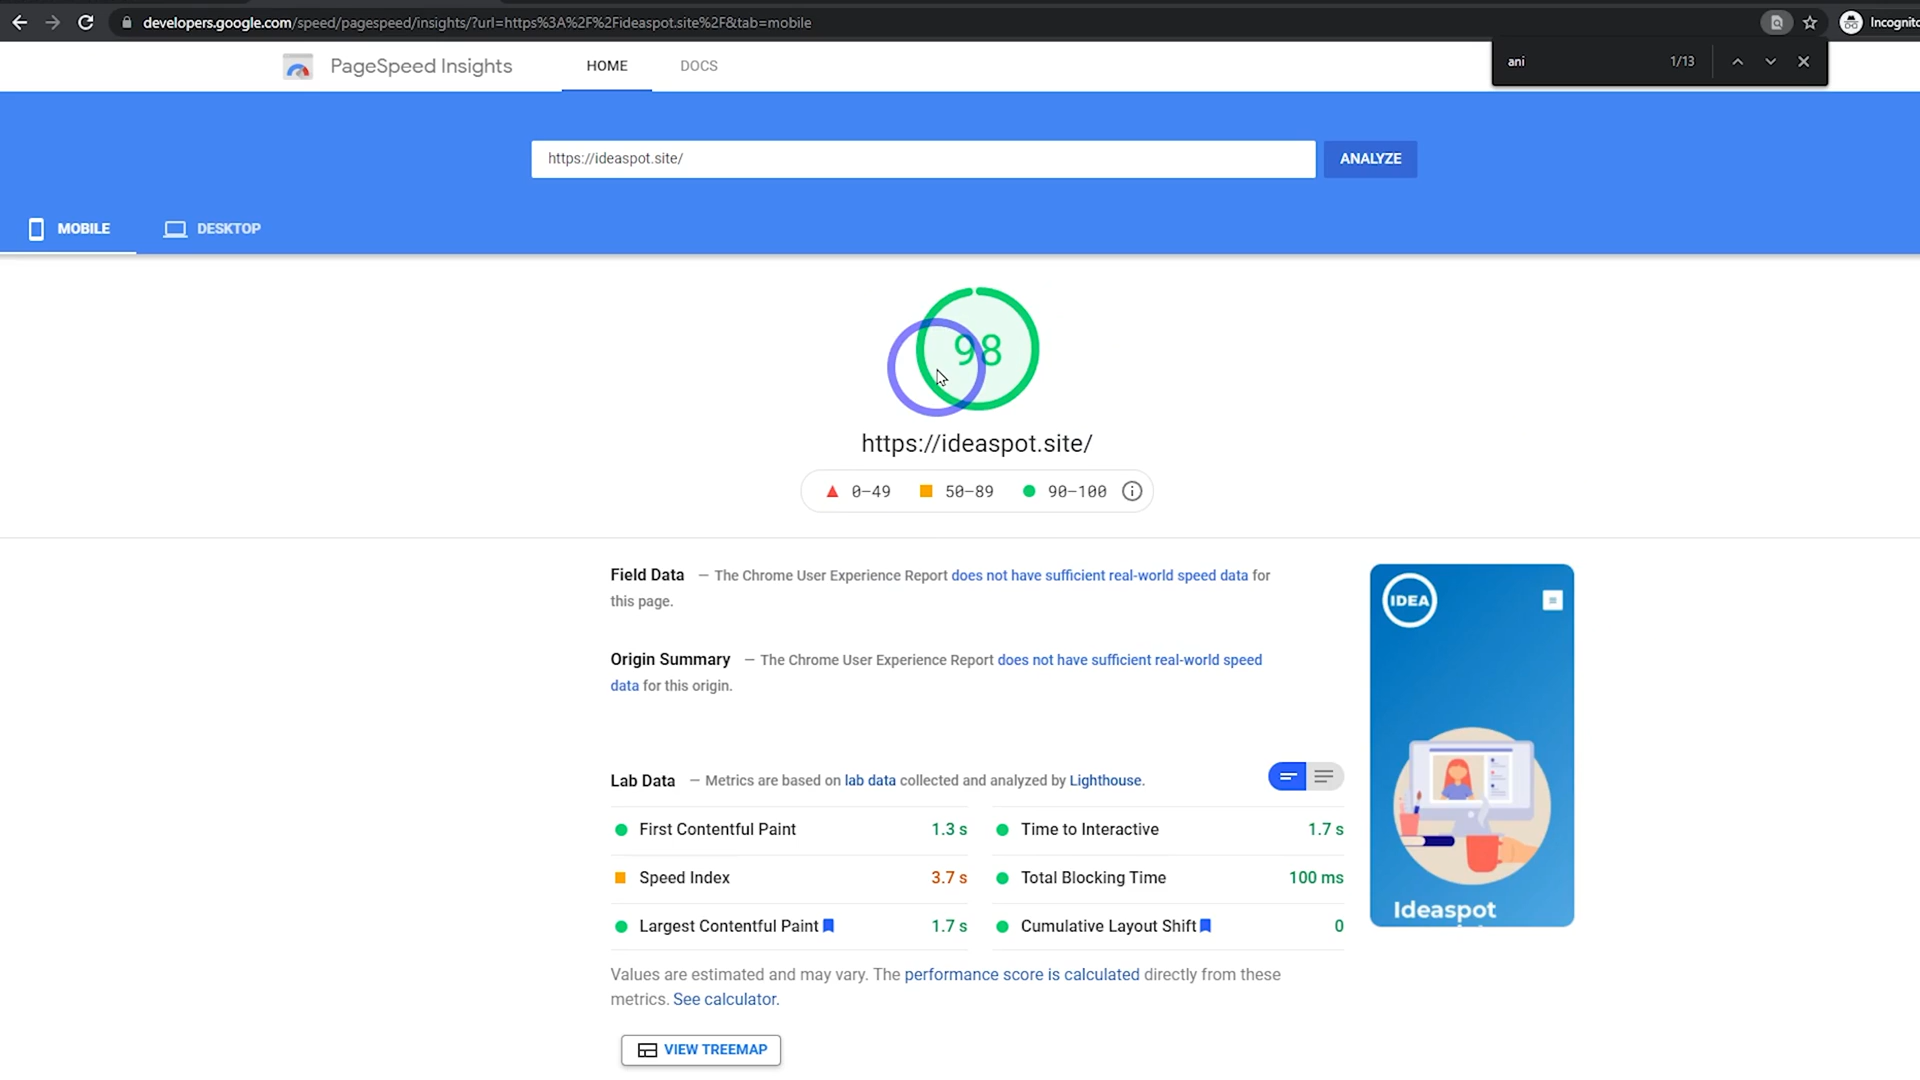 developers.google.com/speed/pagespeed/insights/?url=https%3A%2F%2Fideaspot.site%2F&tab=mobile
Incognito
ani 1/13
PageSpeed Insights HOME DOCS
https://ideaspot.site/ ANALYZE
MOBILE DESKTOP
98
https://ideaspot.site/
0–49 50–89 90–100
Field Data — The Chrome User Experience Report does not have sufficient real-world speed data for
this page.
Origin Summary — The Chrome User Experience Report does not have sufficient real-world speed
data for this origin.
Lab Data — Metrics are based on lab data collected and analyzed by Lighthouse.
First Contentful Paint 1.3 s
Time to Interactive 1.7 s
Speed Index 3.7 s
Total Blocking Time 100 ms
Largest Contentful Paint 1.7 s
Cumulative Layout Shift 0
Values are estimated and may vary. The performance score is calculated directly from these
metrics. See calculator.
VIEW TREEMAP
IDEA
Ideaspot